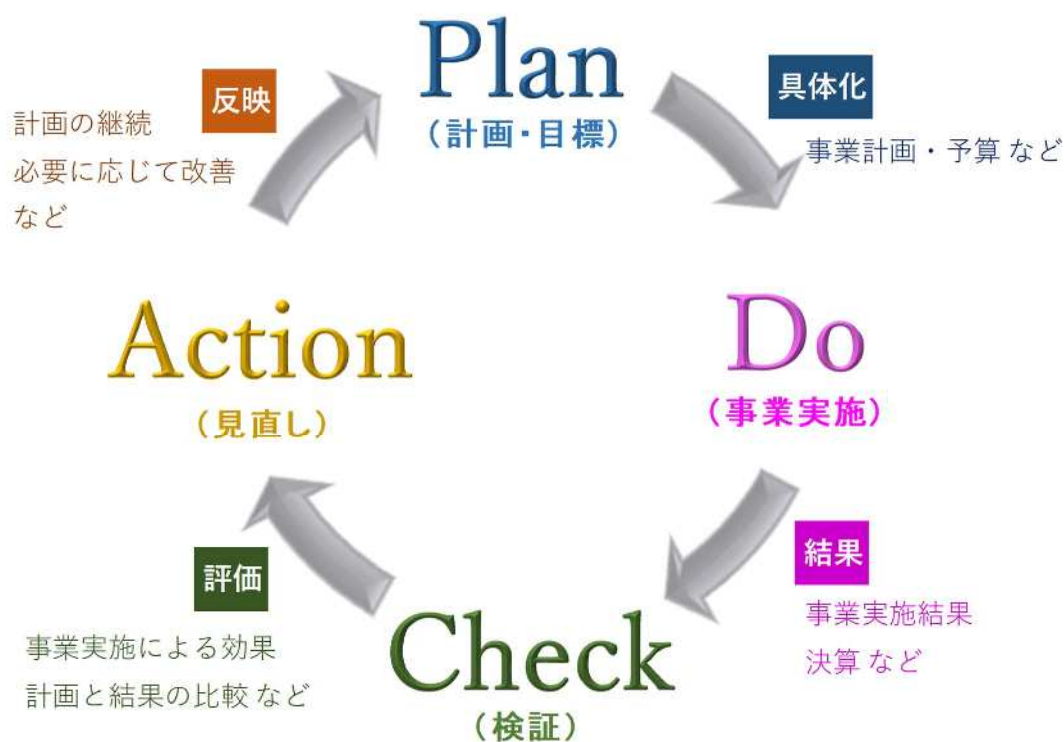 Plan
(計画・目標)
具体化
事業計画・予算 など
Do
(事業実施)
結果
事業実施結果
決算 など
Check
(検証)
評価
事業実施による効果
計画と結果の比較 など
Action
(見直し)
反映
計画の継続
必要に応じて改善
など